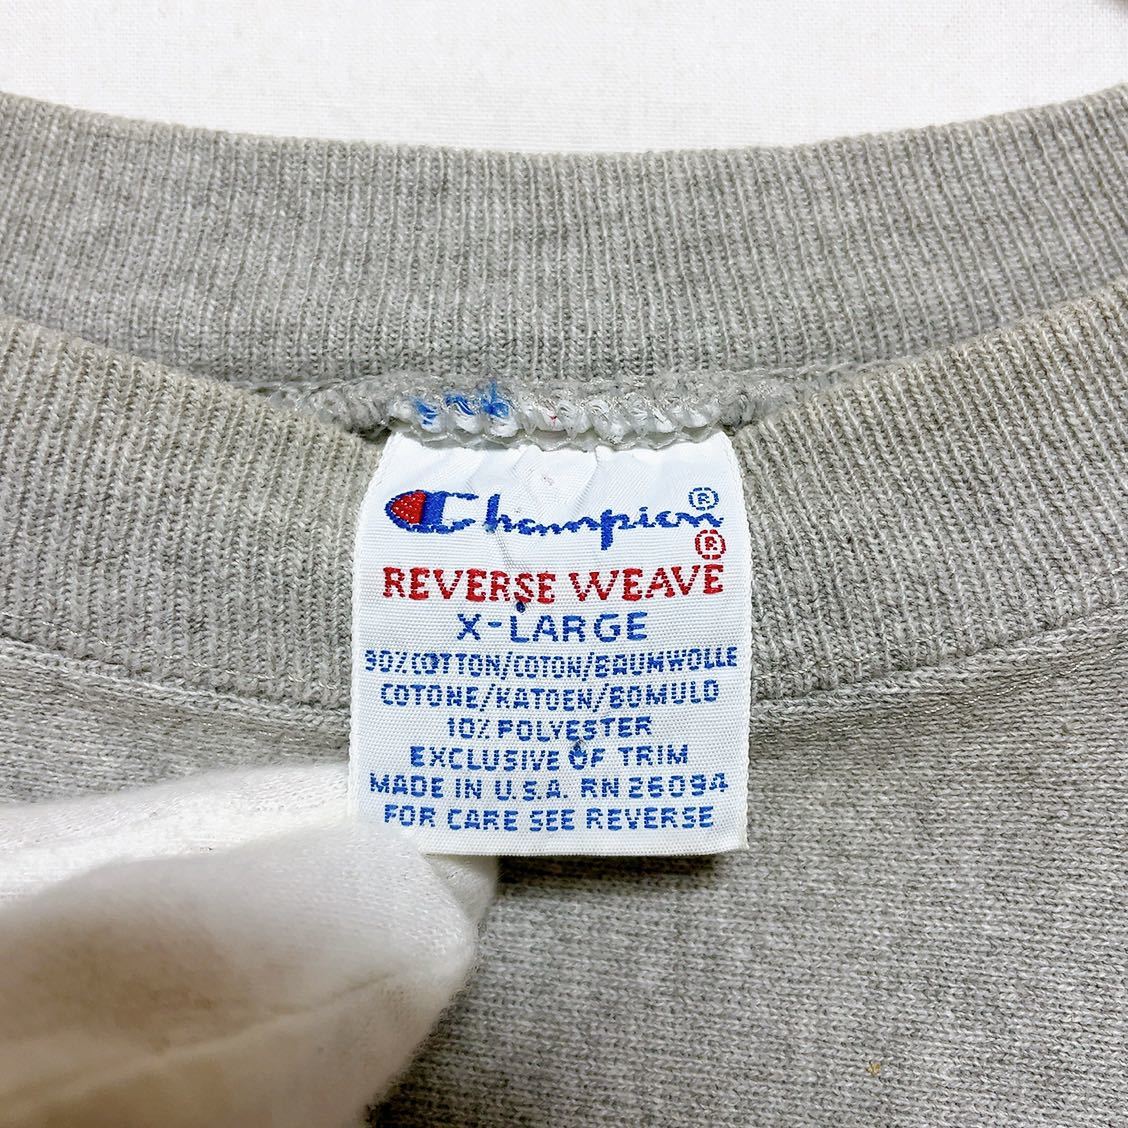 Champion®
®
REVERSE WEAVE
X-LARGE
90% COTTON/COTON/BAUMWOLLE
COTONE/KATOEN/BOMULD
10% POLYESTER
EXCLUSIVE OF TRIM
MADE IN U.S.A. RN 26094
FOR CARE SEE REVERSE